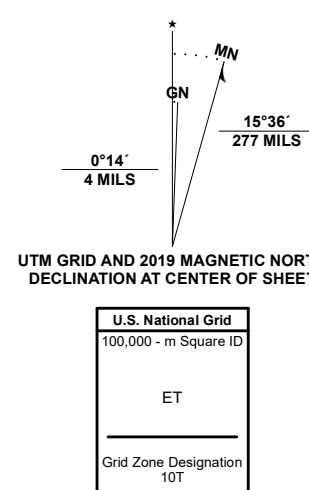 ★
MN
GN
15°36´
277 MILS
0°14´
4 MILS
UTM GRID AND 2019 MAGNETIC NORT
DECLINATION AT CENTER OF SHEET
U.S. National Grid
100,000 - m Square ID
ET
Grid Zone Designation
10T